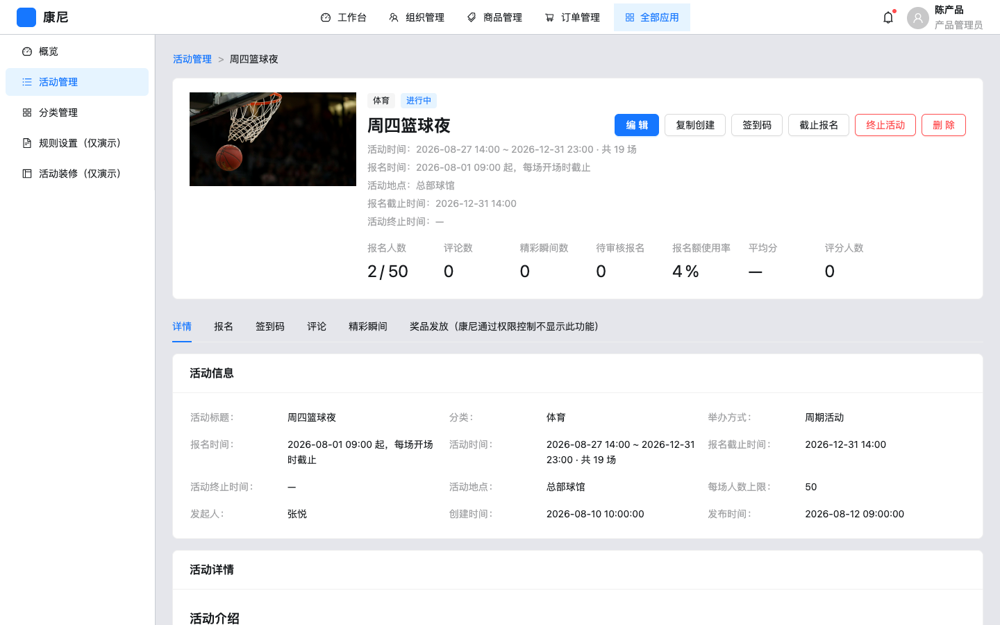 康尼
工作台
组织管理
商品管理
订单管理
全部应用
陈产品
产品管理员
概览
活动管理
分类管理
规则设置（仅演示）
活动装修（仅演示）
活动管理 > 周四篮球夜
体育
进行中
周四篮球夜
编 辑
复制创建
签到码
截止报名
终止活动
删 除
活动时间：2026-08-27 14:00 ~ 2026-12-31 23:00 · 共 19 场
报名时间：2026-08-01 09:00 起，每场开场时截止
活动地点：总部球馆
报名截止时间：2026-12-31 14:00
活动终止时间：—
报名人数
评论数
精彩瞬间数
待审核报名
报名额使用率
平均分
评分人数
2 / 50
0
0
0
4 %
—
0
详情
报名
签到码
评论
精彩瞬间
奖品发放（康尼通过权限控制不显示此功能）
活动信息
活动标题：
周四篮球夜
分类：
体育
举办方式：
周期活动
报名时间：
2026-08-01 09:00 起，每场开场
时截止
活动时间：
2026-08-27 14:00 ~ 2026-12-31
23:00 · 共 19 场
报名截止时间：
2026-12-31 14:00
活动终止时间：
—
活动地点：
总部球馆
每场人数上限：
50
发起人：
张悦
创建时间：
2026-08-10 10:00:00
发布时间：
2026-08-12 09:00:00
活动详情
活动介绍